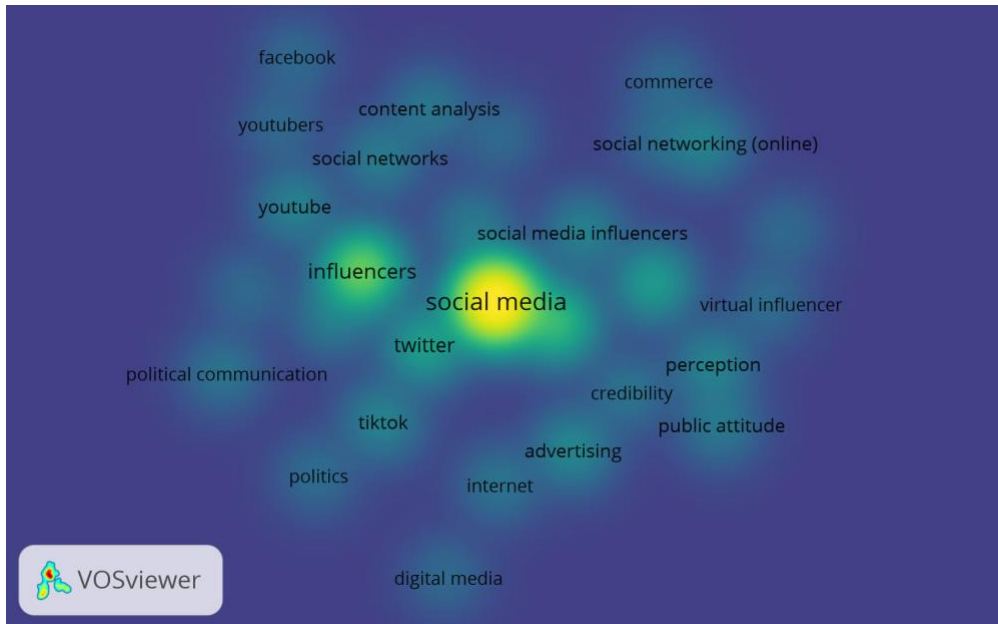 facebook
commerce
content analysis
youtubers
social networking (online)
social networks
youtube
social media influencers
influencers
social media
virtual influencer
twitter
perception
political communication
credibility
tiktok
public attitude
advertising
politics
internet
digital media
VOSviewer